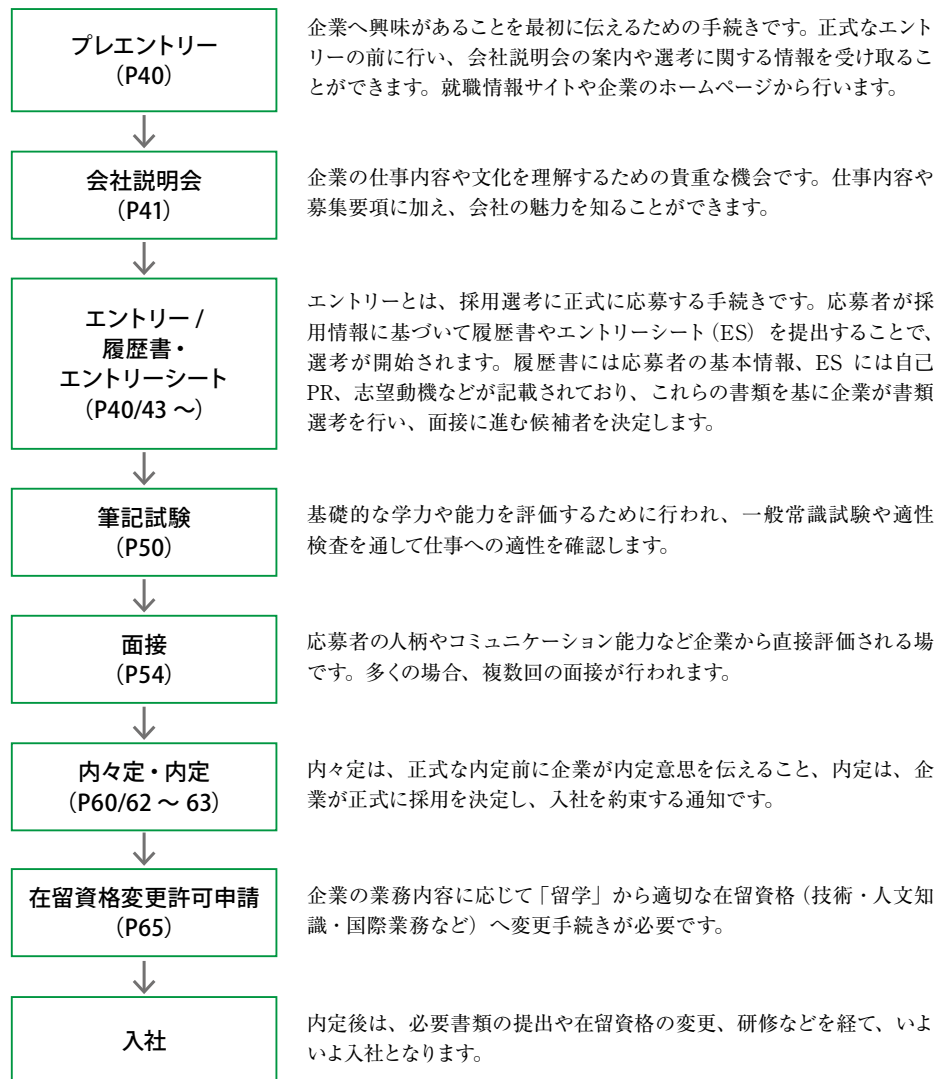 プレエントリー
（P40）
企業へ興味があることを最初に伝えるための手続きです。正式なエント
リーの前に行い、会社説明会の案内や選考に関する情報を受け取るこ
とができます。就職情報サイトや企業のホームページから行います。
会社説明会
（P41）
企業の仕事内容や文化を理解するための貴重な機会です。仕事内容や
募集要項に加え、会社の魅力を知ることができます。
エントリー /
履歴書・
エントリーシート
（P40/43 ～）
エントリーとは、採用選考に正式に応募する手続きです。応募者が採
用情報に基づいて履歴書やエントリーシート（ES）を提出することで、
選考が開始されます。履歴書には応募者の基本情報、ES には自己
PR、志望動機などが記載されており、これらの書類を基に企業が書類
選考を行い、面接に進む候補者を決定します。
筆記試験
（P50）
基礎的な学力や能力を評価するために行われ、一般常識試験や適性
検査を通して仕事への適性を確認します。
面接
（P54）
応募者の人柄やコミュニケーション能力など企業から直接評価される場
です。多くの場合、複数回の面接が行われます。
内々定・内定
（P60/62 ～ 63）
内々定は、正式な内定前に企業が内定意思を伝えること、内定は、企
業が正式に採用を決定し、入社を約束する通知です。
在留資格変更許可申請
（P65）
企業の業務内容に応じて「留学」から適切な在留資格（技術・人文知
識・国際業務など）へ変更手続きが必要です。
入社
内定後は、必要書類の提出や在留資格の変更、研修などを経て、いよ
いよ入社となります。